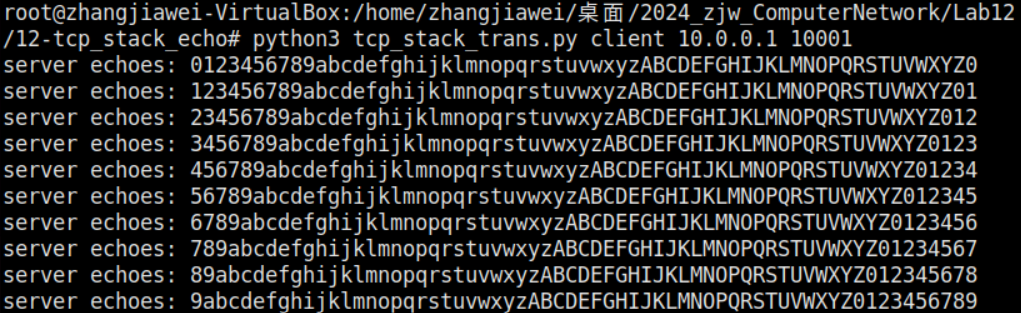 root@zhangjiawei-VirtualBox:/home/zhangjiawei/桌面/2024_zjw_ComputerNetwork/Lab12
/12-tcp_stack_echo# python3 tcp_stack_trans.py client 10.0.0.1 10001
server echoes: 0123456789abcdefghijklmnopqrstuvwxyzABCDEFGHIJKLMNOPQRSTUVWXYZ0
server echoes: 123456789abcdefghijklmnopqrstuvwxyzABCDEFGHIJKLMNOPQRSTUVWXYZ01
server echoes: 23456789abcdefghijklmnopqrstuvwxyzABCDEFGHIJKLMNOPQRSTUVWXYZ012
server echoes: 3456789abcdefghijklmnopqrstuvwxyzABCDEFGHIJKLMNOPQRSTUVWXYZ0123
server echoes: 456789abcdefghijklmnopqrstuvwxyzABCDEFGHIJKLMNOPQRSTUVWXYZ01234
server echoes: 56789abcdefghijklmnopqrstuvwxyzABCDEFGHIJKLMNOPQRSTUVWXYZ012345
server echoes: 6789abcdefghijklmnopqrstuvwxyzABCDEFGHIJKLMNOPQRSTUVWXYZ0123456
server echoes: 789abcdefghijklmnopqrstuvwxyzABCDEFGHIJKLMNOPQRSTUVWXYZ01234567
server echoes: 89abcdefghijklmnopqrstuvwxyzABCDEFGHIJKLMNOPQRSTUVWXYZ012345678
server echoes: 9abcdefghijklmnopqrstuvwxyzABCDEFGHIJKLMNOPQRSTUVWXYZ0123456789